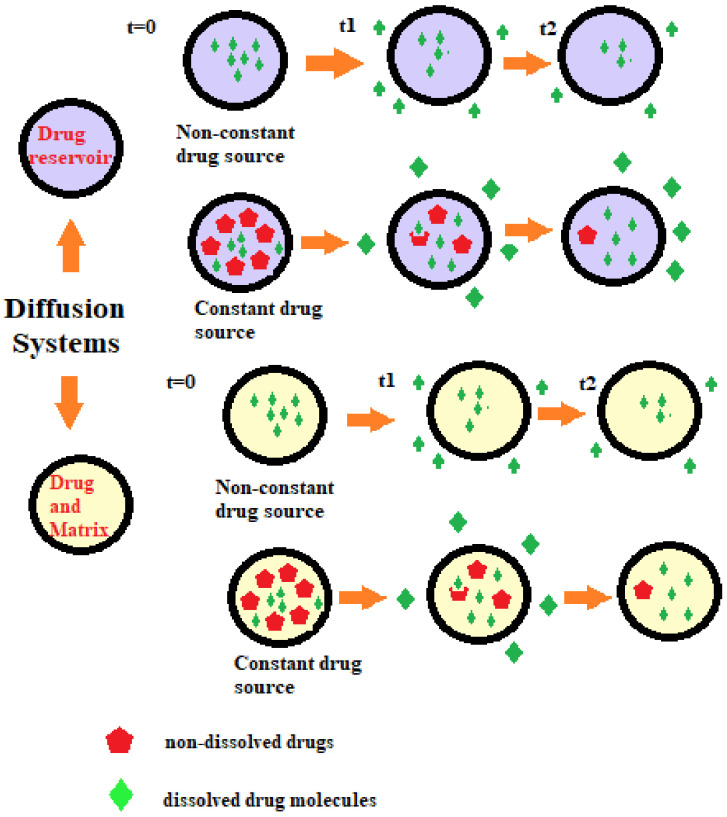 t=0
t1
t2
Drug
reservoir
Non-constant
drug source
Constant drug
source
Diffusion
Systems
t=0
t1
t2
Drug
and
Matrix
Non-constant
drug source
Constant drug
source
non-dissolved drugs
dissolved drug molecules